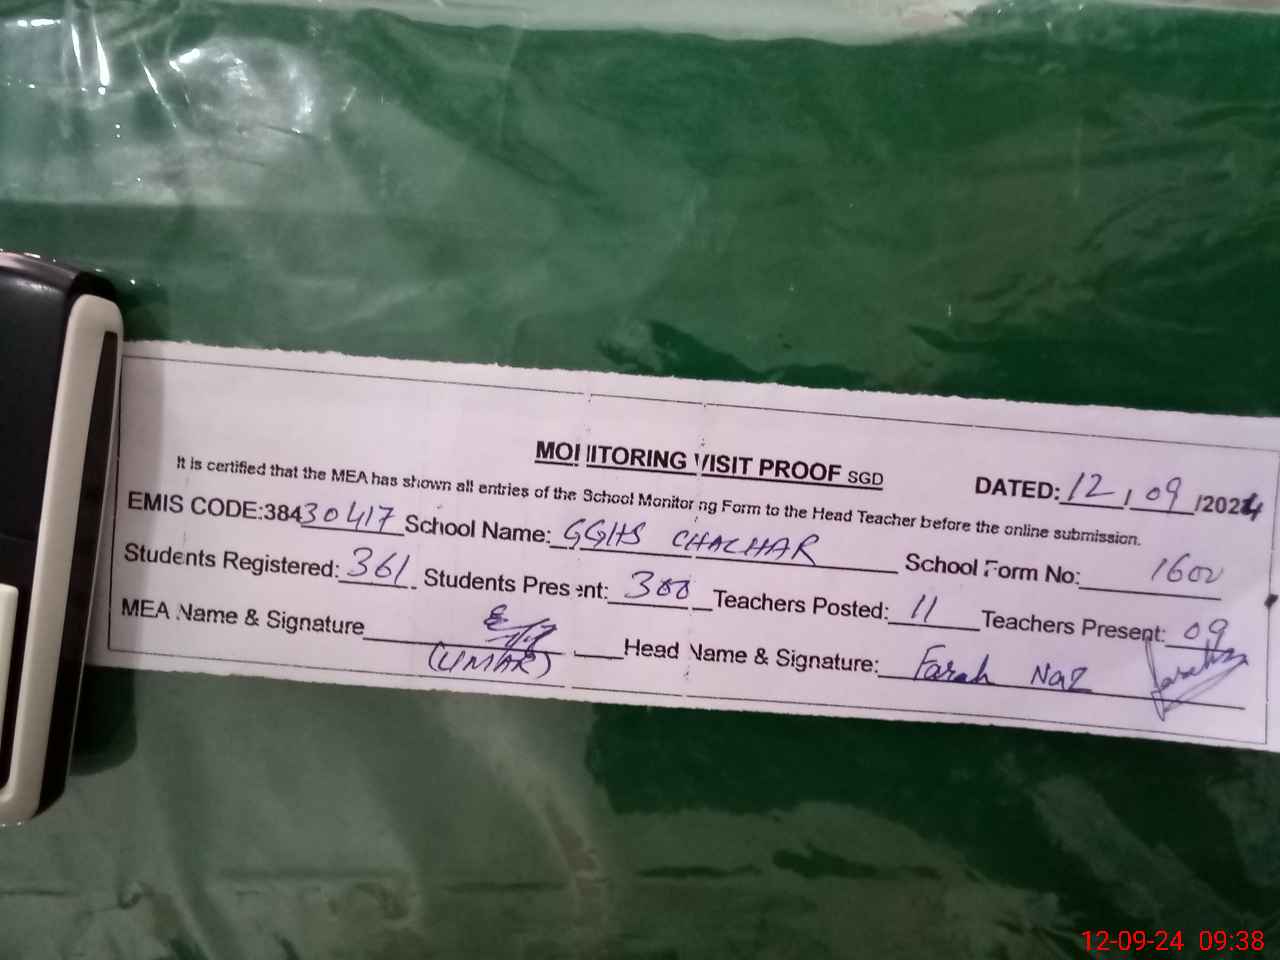 MONITORING VISIT PROOF SGD
DATED: 12 / 09 /2024
It is certified that the MEA has shown all entries of the School Monitoring Form to the Head Teacher before the online submission.
EMIS CODE:38430417 School Name: GGHS CHACHAR School Form No: 1600
Students Registered: 361 Students Present: 300 Teachers Posted: 11 Teachers Present: 09
MEA Name & Signature (UMAR) Head Name & Signature: Farah Naz
12-09-24 09:38